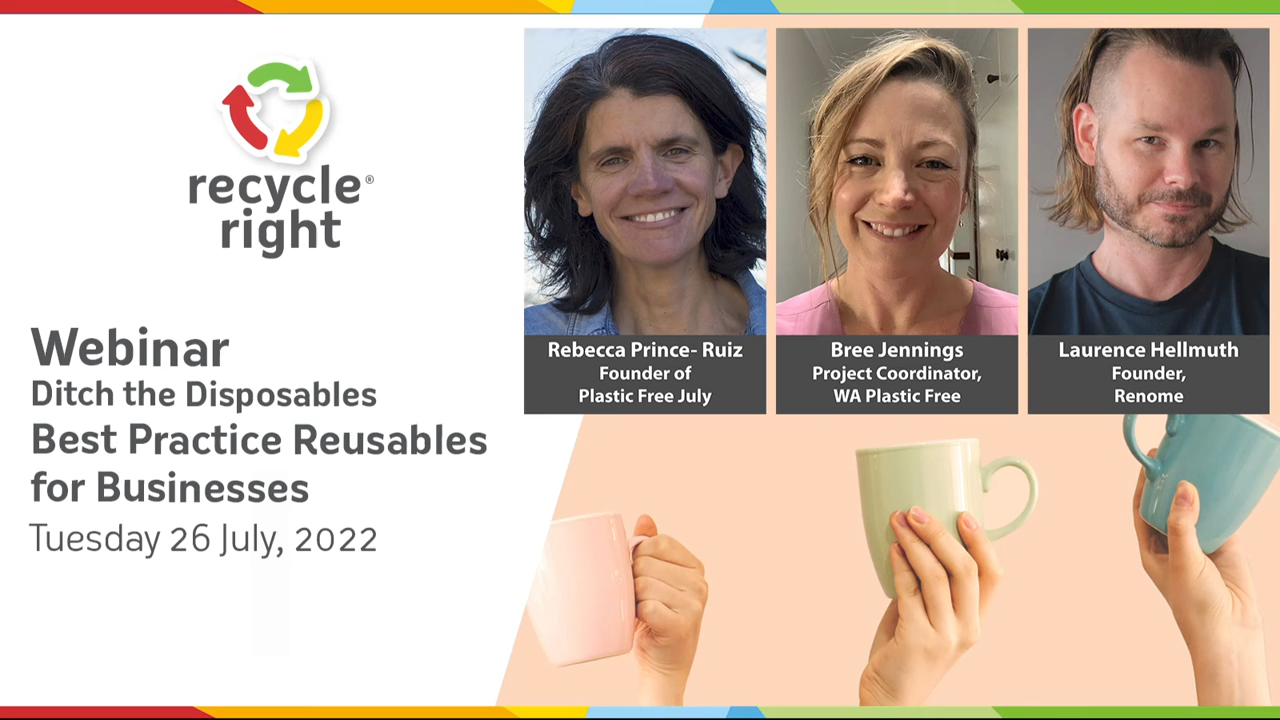 recycle®
right
Webinar
Ditch the Disposables
Best Practice Reusables
for Businesses
Tuesday 26 July, 2022
Rebecca Prince- Ruiz
Founder of
Plastic Free July
Bree Jennings
Project Coordinator,
WA Plastic Free
Laurence Hellmuth
Founder,
Renome